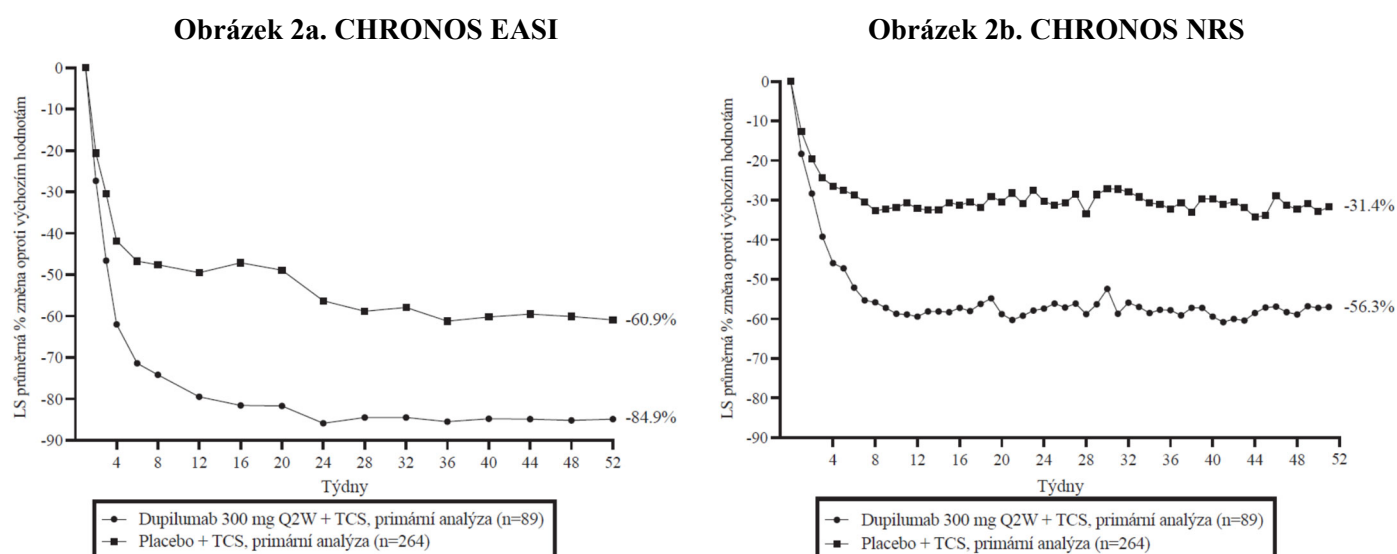 Obrázek 2a. CHRONOS EASI
LS průměrná % změna oproti výchozím hodnotám
0
-10
-20
-30
-40
-50
-60
-70
-80
-90
-60.9%
-84.9%
4 8 12 16 20 24 28 32 36 40 44 48 52
Týdny
Dupilumab 300 mg Q2W + TCS, primární analýza (n=89)
Placebo + TCS, primární analýza (n=264)
Obrázek 2b. CHRONOS NRS
LS průměrná % změna oproti výchozím hodnotám
0
-10
-20
-30
-40
-50
-60
-70
-80
-90
-31.4%
-56.3%
4 8 12 16 20 24 28 32 36 40 44 48 52
Týdny
Dupilumab 300 mg Q2W + TCS, primární analýza (n=89)
Placebo + TCS, primární analýza (n=264)